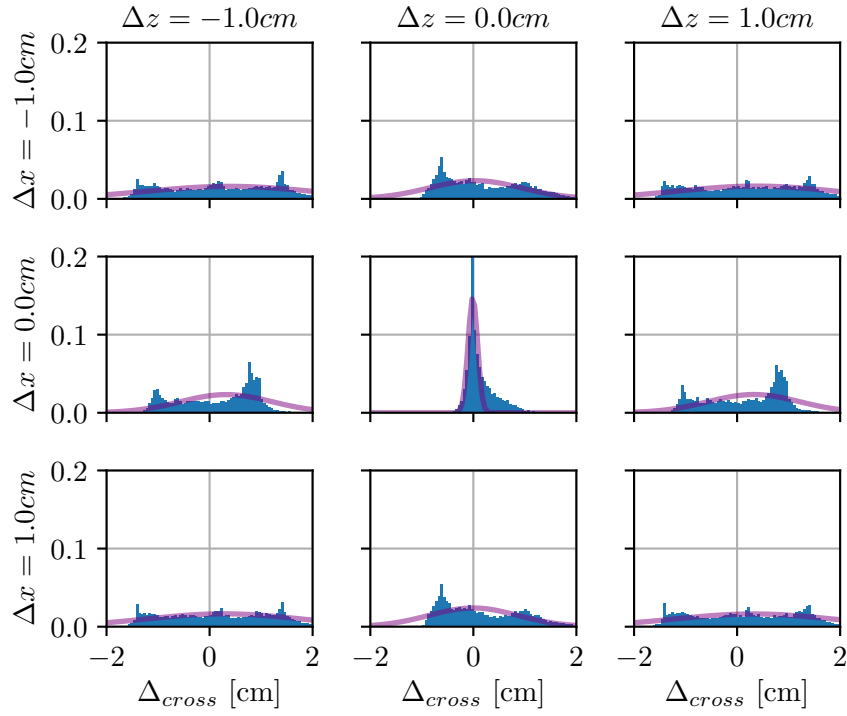 Δz = −1.0cm Δz = 0.0cm Δz = 1.0cm
Δx = −1.0cm
0.2
0.1
0.0
Δx = 0.0cm
0.2
0.1
0.0
Δx = 1.0cm
0.2
0.1
0.0
−2 0 2 −2 0 2 −2 0 2
Δcross [cm] Δcross [cm] Δcross [cm]